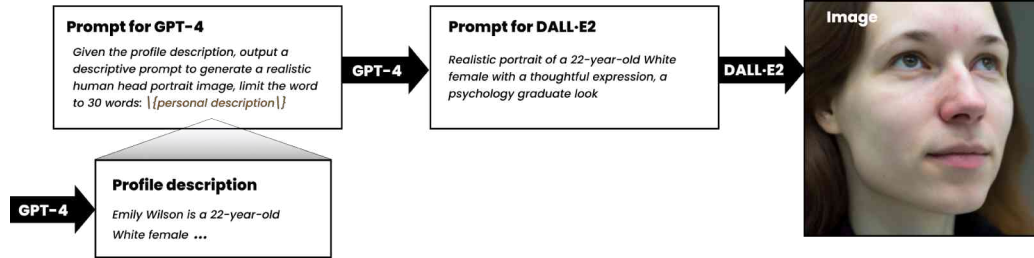 Prompt for GPT-4
Given the profile description, output a
descriptive prompt to generate a realistic
human head portrait image, limit the word
to 30 words: \{personal description\}
GPT-4
Prompt for DALL·E2
Realistic portrait of a 22-year-old White
female with a thoughtful expression, a
psychology graduate look
DALL·E2
Image
GPT-4
Profile description
Emily Wilson is a 22-year-old
White female ...